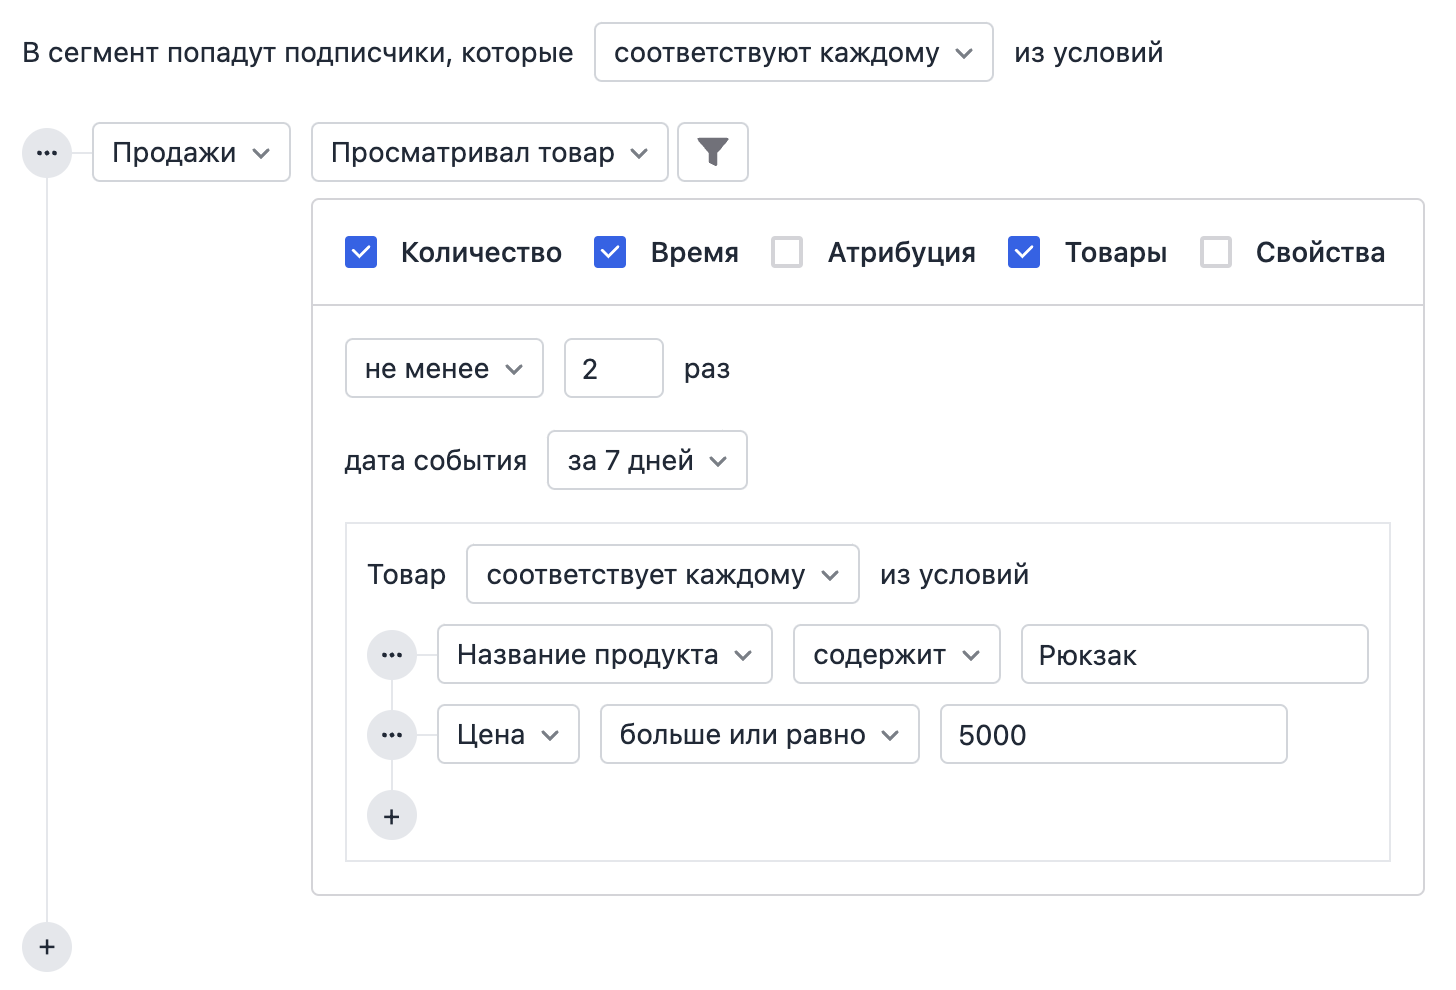 В сегмент попадут подписчики, которые соответствуют каждому из условий
Продажи Просматривал товар
Количество Время Атрибуция Товары Свойства
не менее 2 раз
дата события за 7 дней
Товар соответствует каждому из условий
Название продукта содержит Рюкзак
Цена больше или равно 5000